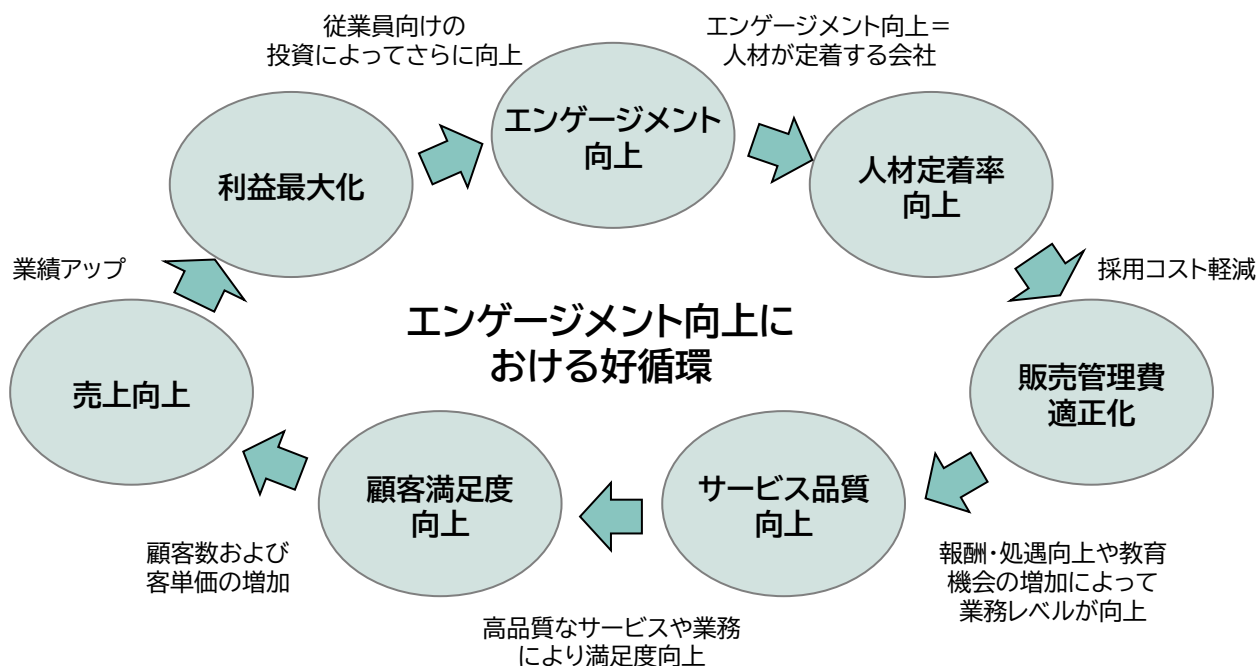 従業員向けの
投資によってさらに向上
エンゲージメント向上＝
人材が定着する会社
エンゲージメント
向上
人材定着率
向上
利益最大化
業績アップ
採用コスト軽減
エンゲージメント向上に
おける好循環
売上向上
販売管理費
適正化
顧客満足度
向上
サービス品質
向上
顧客数および
客単価の増加
報酬・処遇向上や教育
機会の増加によって
業務レベルが向上
高品質なサービスや業務
により満足度向上